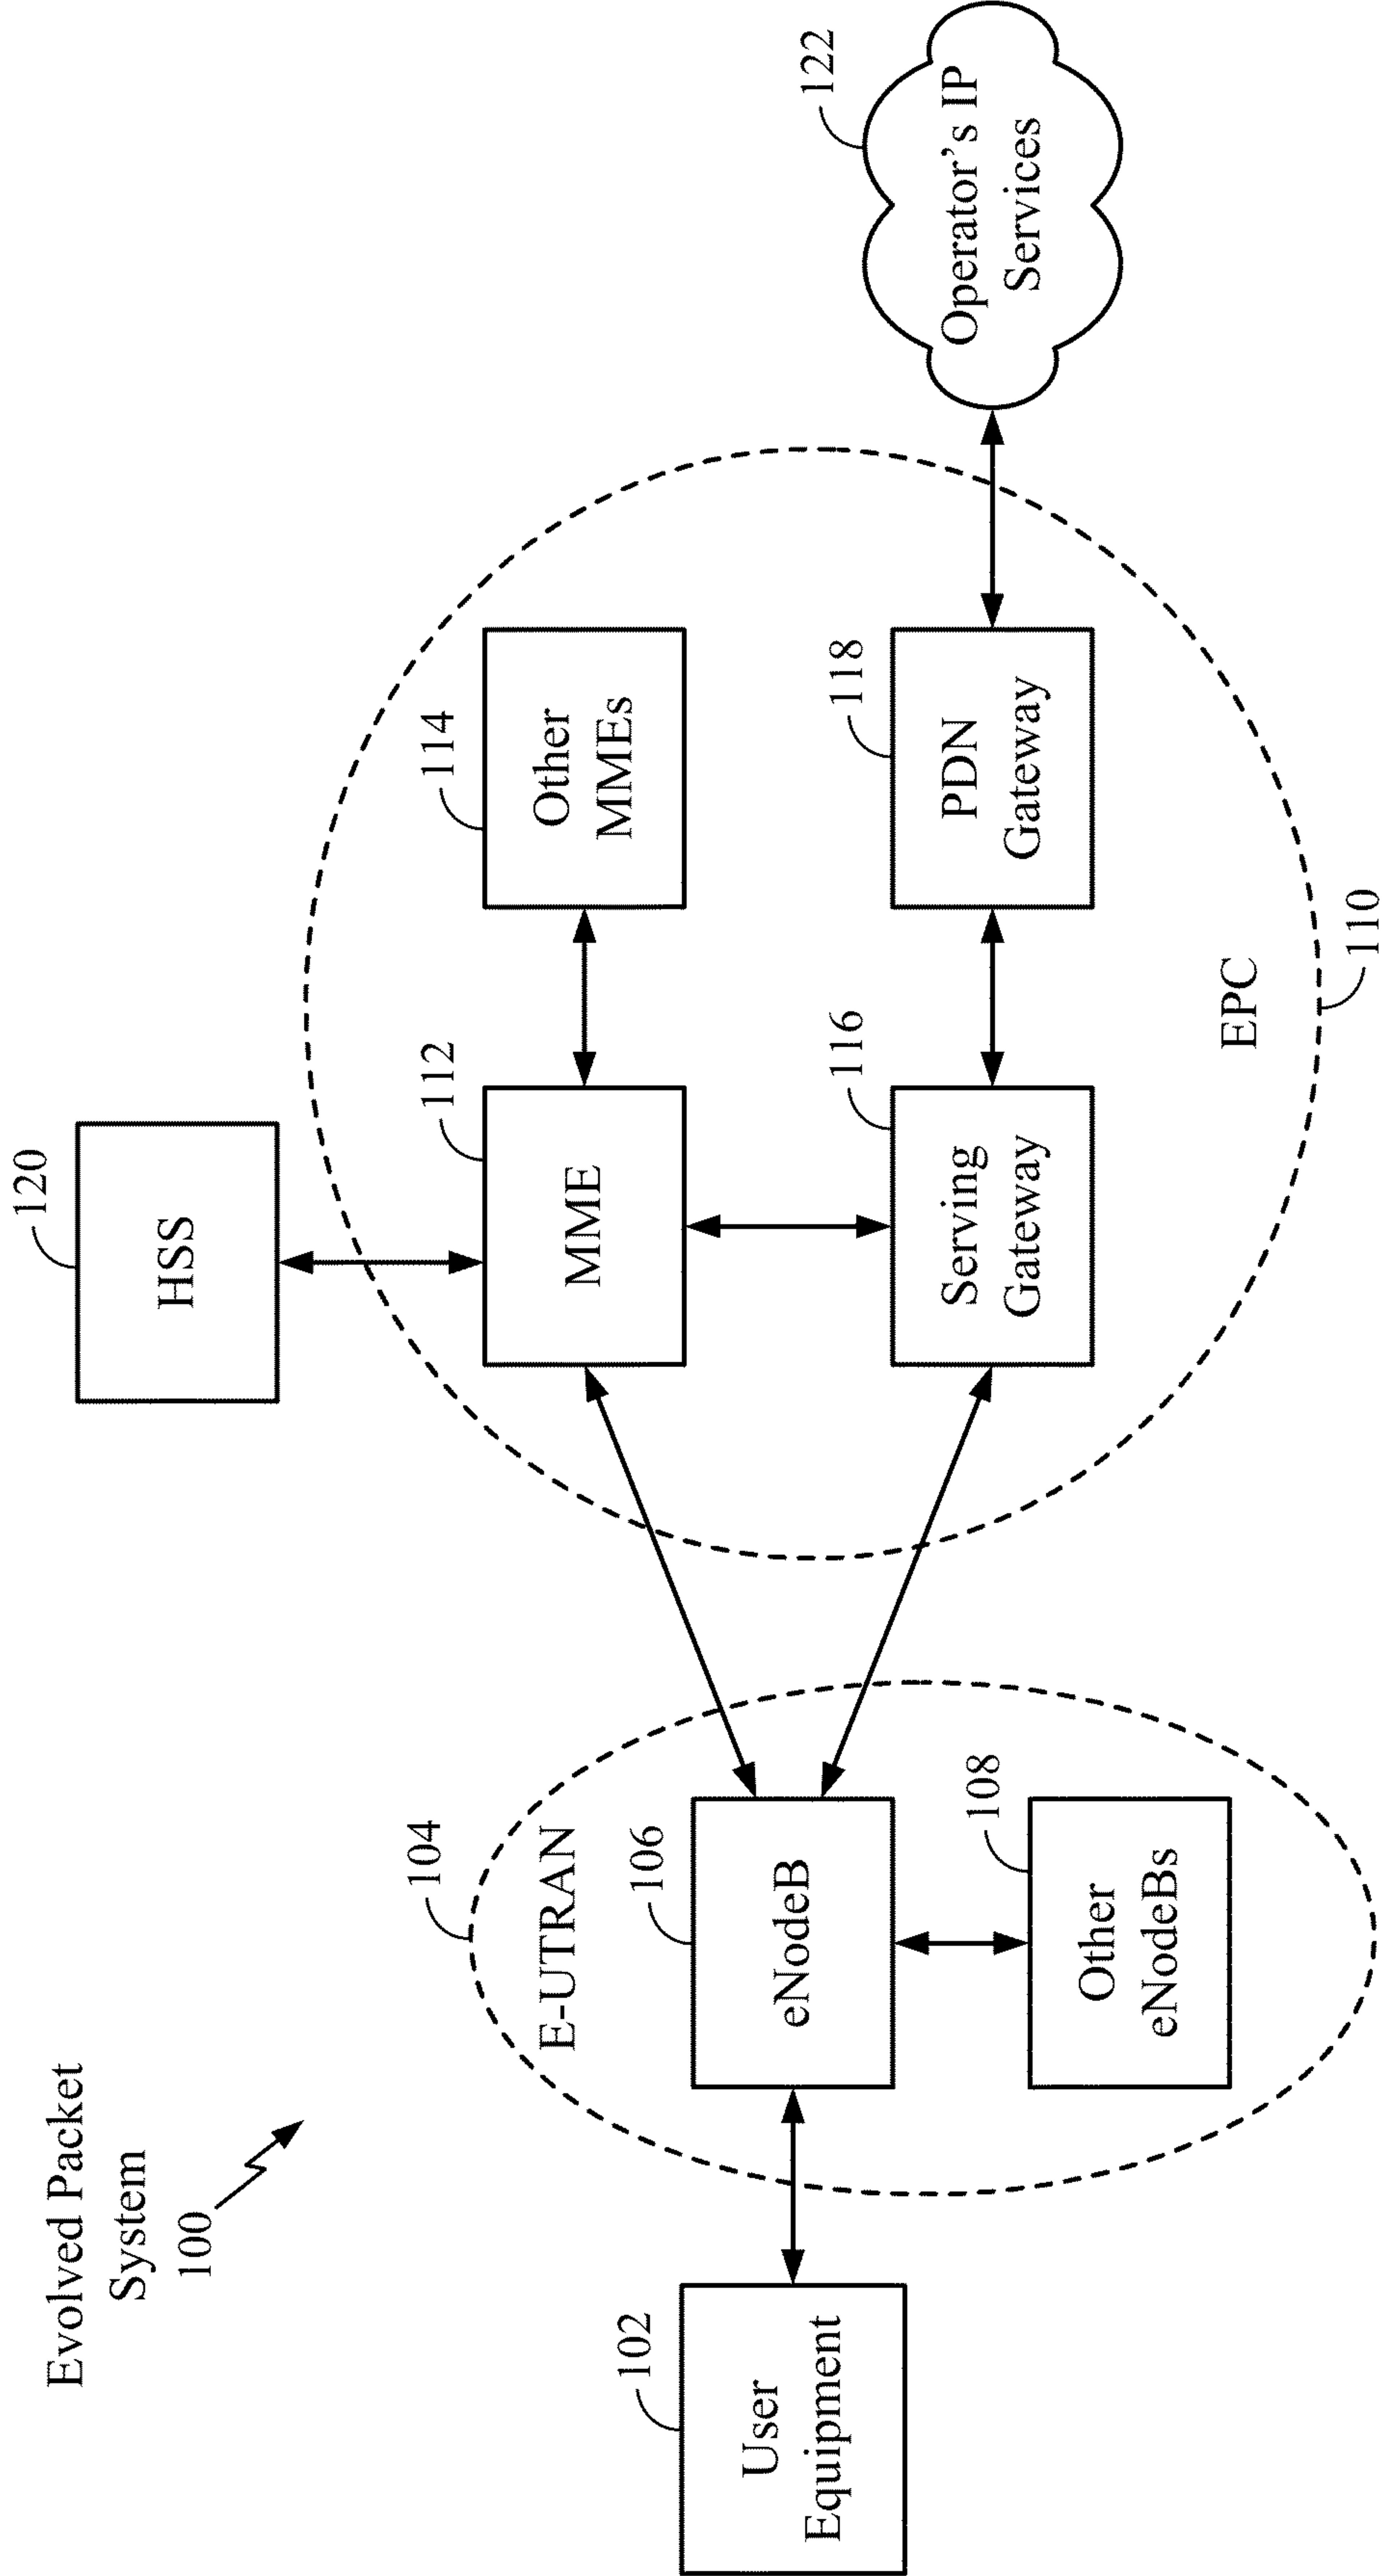 Evolved Packet
System
100
102
User
Equipment
104
E-UTRAN
106
eNodeB
108
Other
eNodeBs
120
HSS
112
MME
114
Other
MMEs
116
Serving
Gateway
118
PDN
Gateway
EPC
110
122
Operator’s IP
Services